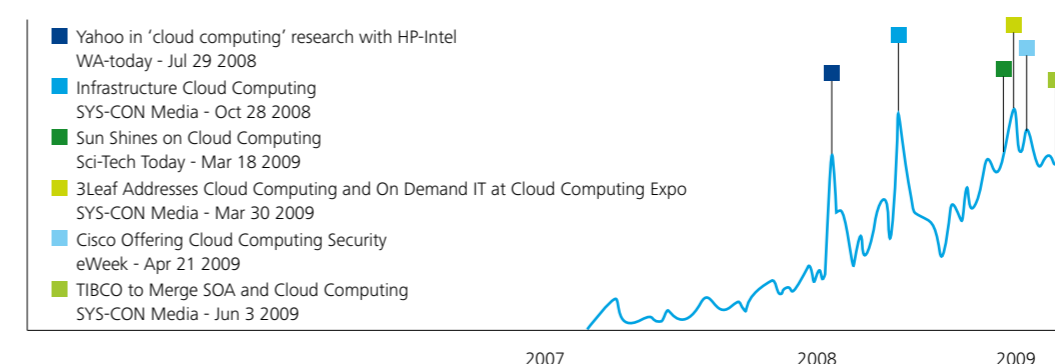 Yahoo in ‘cloud computing’ research with HP-Intel
WA-today - Jul 29 2008
Infrastructure Cloud Computing
SYS-CON Media - Oct 28 2008
Sun Shines on Cloud Computing
Sci-Tech Today - Mar 18 2009
3Leaf Addresses Cloud Computing and On Demand IT at Cloud Computing Expo
SYS-CON Media - Mar 30 2009
Cisco Offering Cloud Computing Security
eWeek - Apr 21 2009
TIBCO to Merge SOA and Cloud Computing
SYS-CON Media - Jun 3 2009
2007 2008 2009